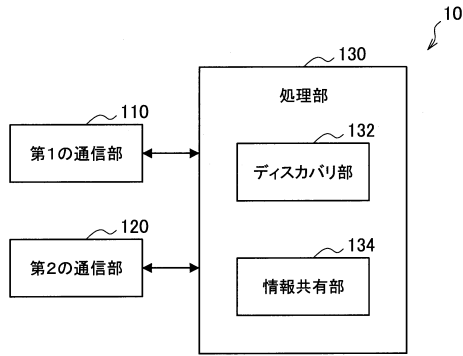 10
130
処理部
110
第1の通信部
132
ディスカバリ部
120
第2の通信部
134
情報共有部